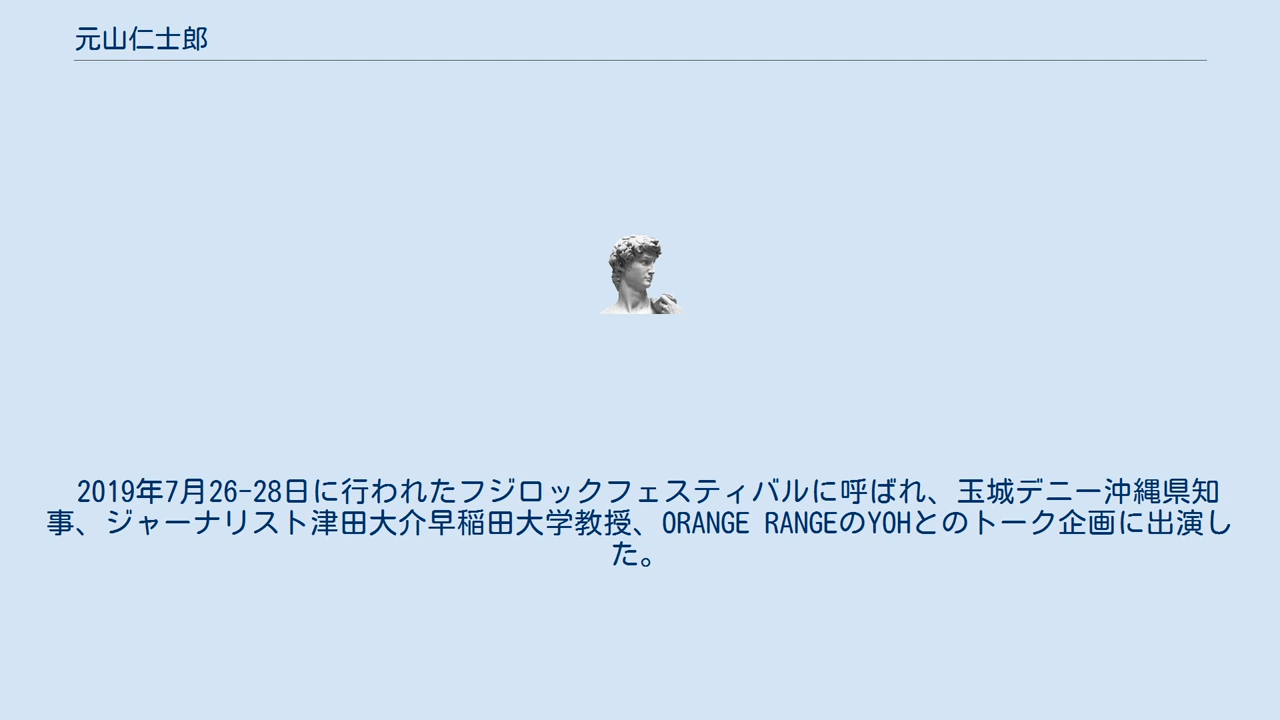 元山仁士郎
2019年7月26-28日に行われたフジロックフェスティバルに呼ばれ、玉城デニー沖縄県知
事、ジャーナリスト津田大介早稲田大学教授、ORANGE RANGEのYOHとのトーク企画に出演し
た。